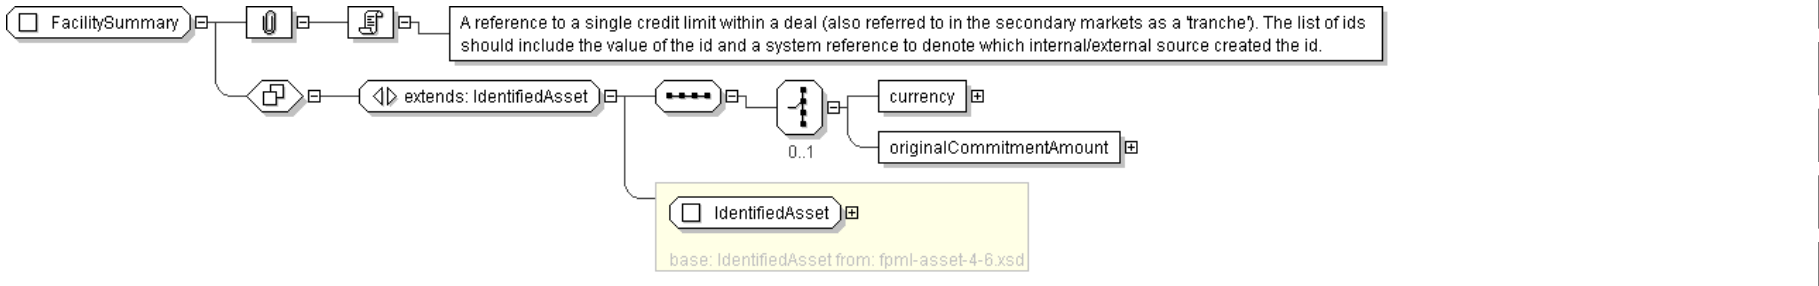 FacilitySummary
A reference to a single credit limit within a deal (also referred to in the secondary markets as a 'tranche'). The list of ids
should include the value of the id and a system reference to denote which internal/external source created the id.
extends: IdentifiedAsset
currency
0..1
originalCommitmentAmount
IdentifiedAsset
base: IdentifiedAsset from: fpml-asset-4-6.xsd